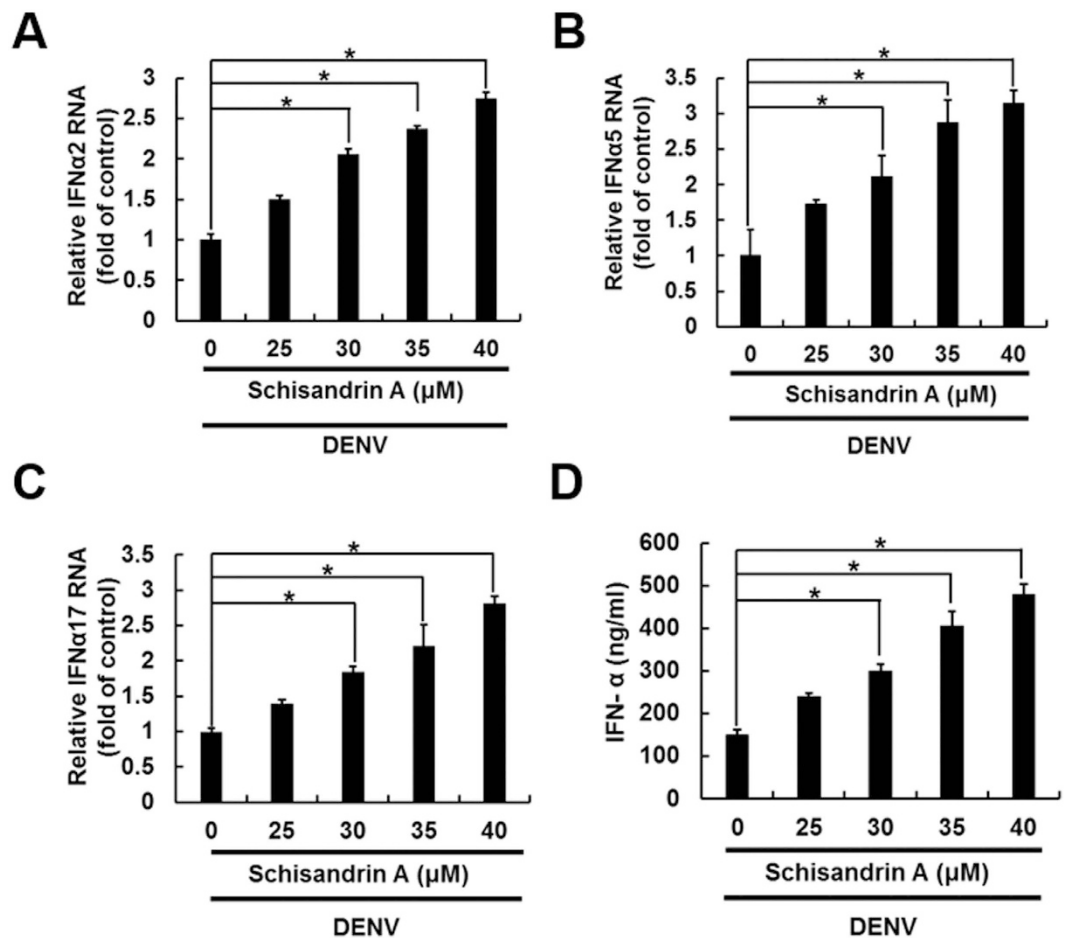 A
Relative IFNα2 RNA
(fold of control)
3
2.5
2
1.5
1
0.5
0
*
*
*
0 25 30 35 40
Schisandrin A (μM)
DENV
B
Relative IFNα5 RNA
(fold of control)
3.5
3
2.5
2
1.5
1
0.5
0
*
*
*
0 25 30 35 40
Schisandrin A (μM)
DENV
C
Relative IFNα17 RNA
(fold of control)
3.5
3
2.5
2
1.5
1
0.5
0
*
*
*
0 25 30 35 40
Schisandrin A (μM)
DENV
D
IFN- α (ng/ml)
600
500
400
300
200
100
0
*
*
*
0 25 30 35 40
Schisandrin A (μM)
DENV